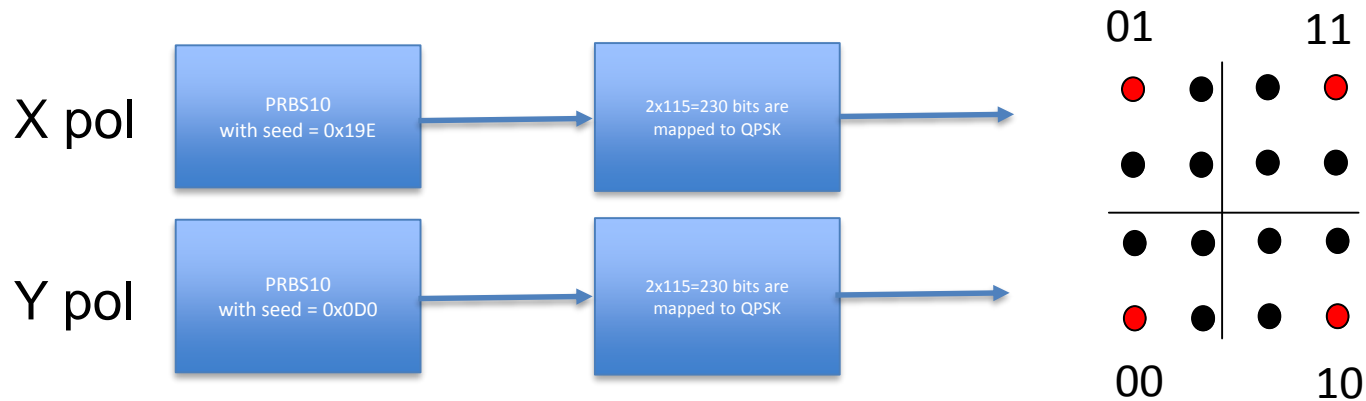 X pol
PRBS10
with seed = 0x19E
2x115=230 bits are
mapped to QPSK
Y pol
PRBS10
with seed = 0x0D0
2x115=230 bits are
mapped to QPSK
01
11
00
10